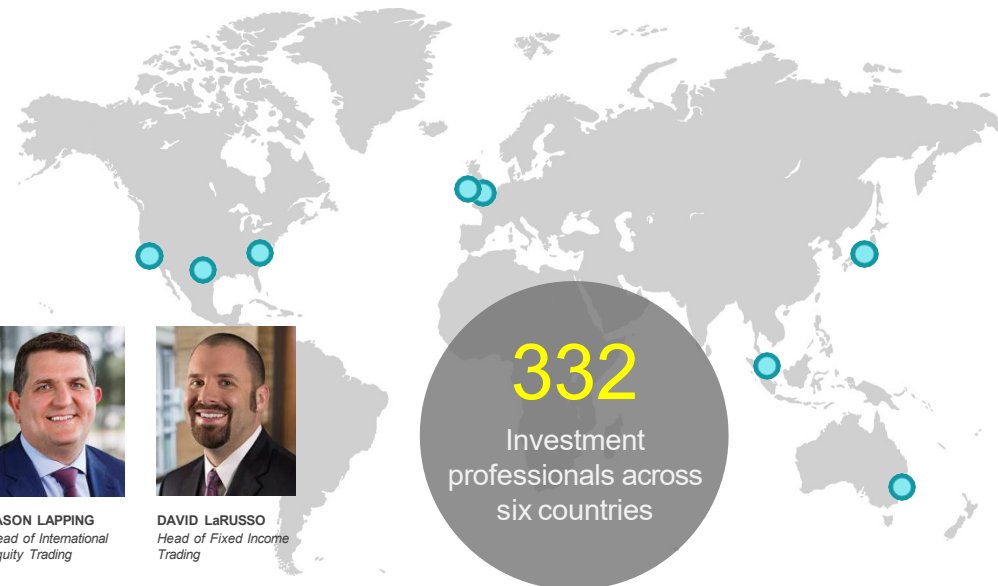 332
Investment
professionals across
six countries
ASON LAPPING
ead of International
quity Trading
DAVID LaRUSSO
Head of Fixed Income
Trading